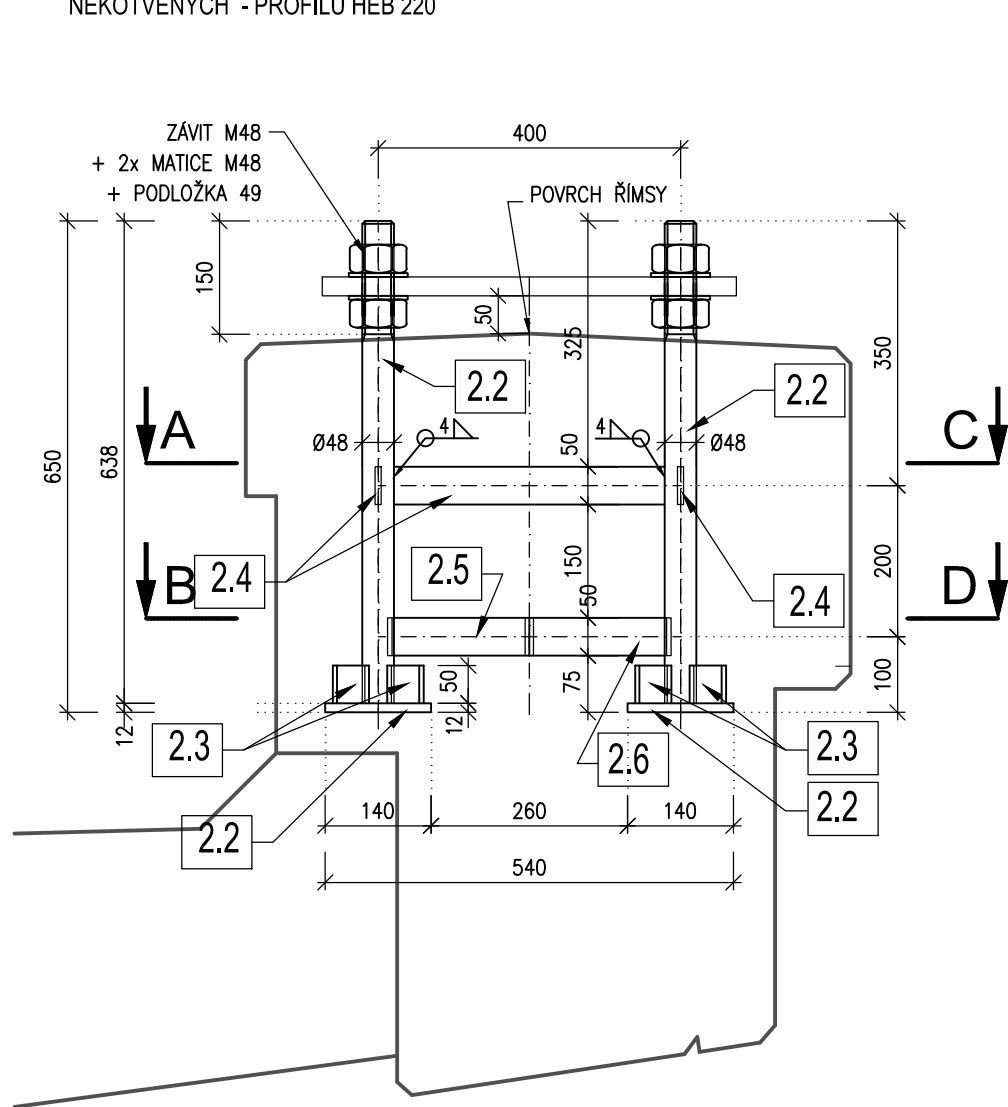 NEKOTVENÝCH - PROFILU HEB 220
ZÁVIT M48
+ 2x MATICE M48
+ PODLOŽKA 49
400
POVRCH ŘÍMSY
150
50
325
350
2.2
2.2
650
638
A
C
Ø48
4
4
Ø48
50
2.4
2.5
150
200
B
D
2.4
50
50
75
100
12
12
2.3
2.6
2.3
140
260
140
2.2
2.2
540